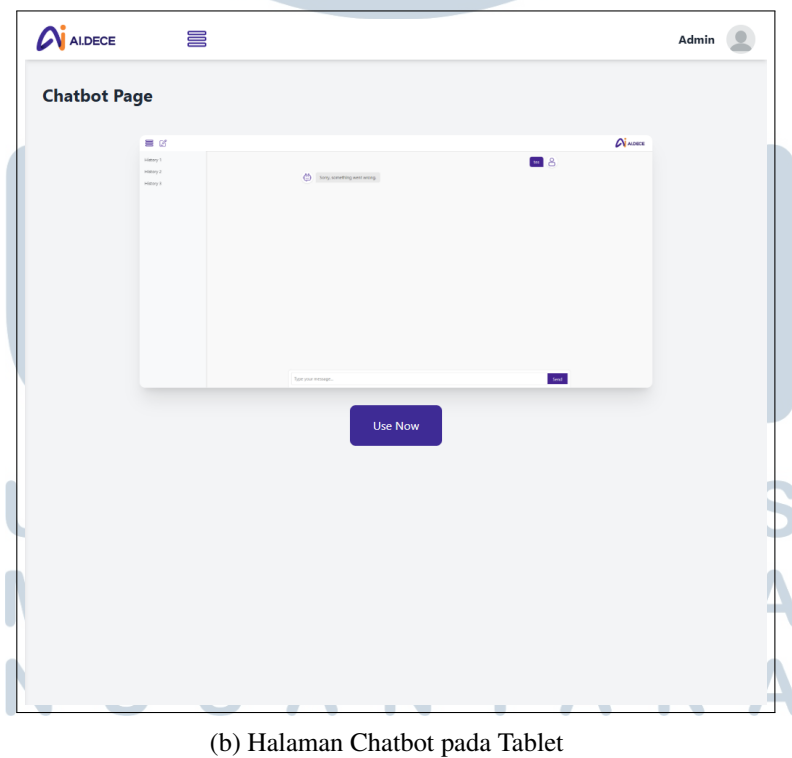 AI.DECE
Admin
Chatbot Page
AI.DECE
History 1
History 2
History 3
Sorry, something went wrong.
Type your message...
Send
Use Now
(b) Halaman Chatbot pada Tablet